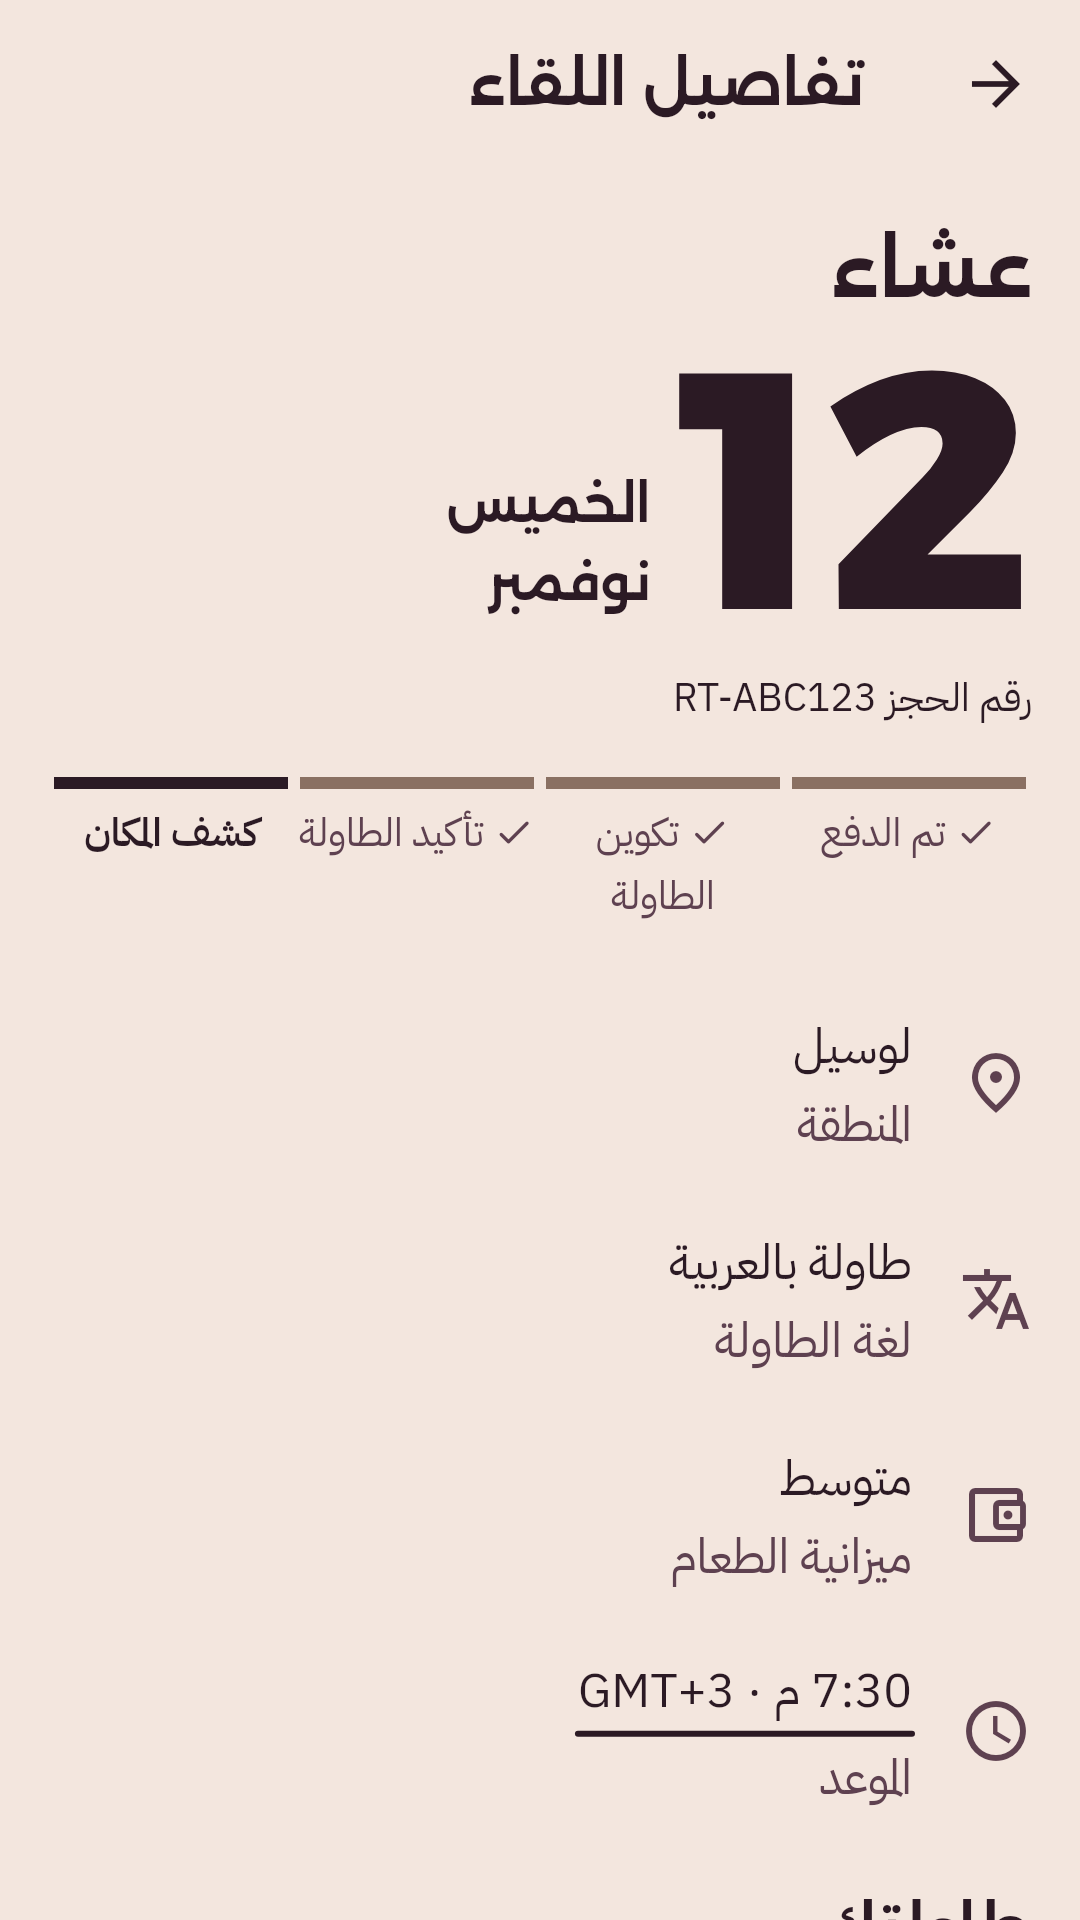 تفاصيل اللقاء
عشاء
12
الخميس
نوفمبر
رقم الحجز RT-ABC123
تم الدفع
تكوين
الطاولة
تأكيد الطاولة
كشف المكان
لوسيل
المنطقة
طاولة بالعربية
لغة الطاولة
متوسط
ميزانية الطعام
7:30 م · GMT+3
الموعد